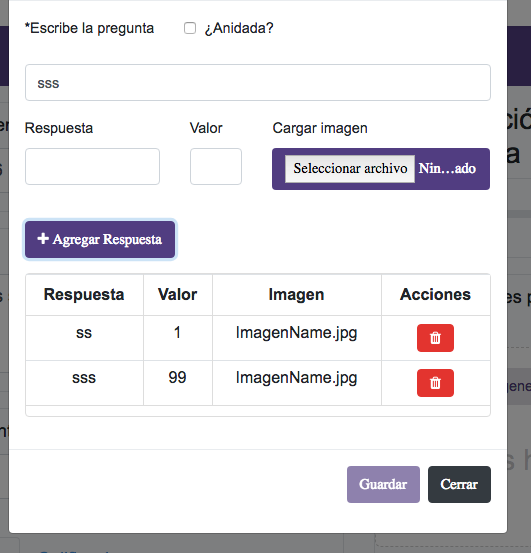 *Escribe la pregunta ¿Anidada?
sss
Respuesta Valor Cargar imagen
Seleccionar archivo Nin...ado
Agregar Respuesta
Respuesta Valor Imagen Acciones
ss 1 ImagenName.jpg
sss 99 ImagenName.jpg
Guardar Cerrar